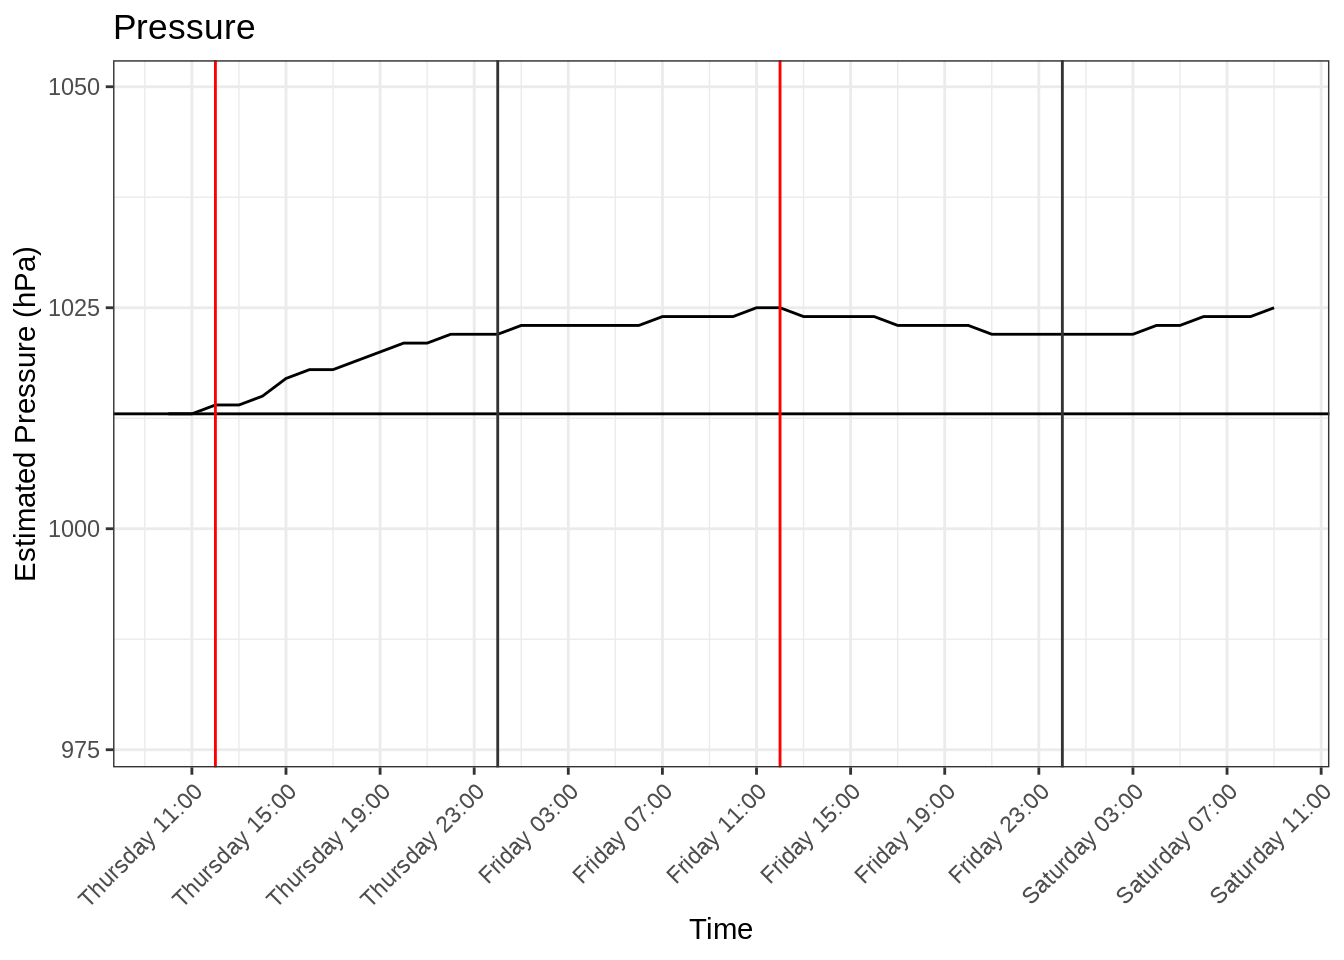 Pressure
Estimated Pressure (hPa)
1050
1025
1000
975
Thursday 11:00
Thursday 15:00
Thursday 19:00
Thursday 23:00
Friday 03:00
Friday 07:00
Friday 11:00
Friday 15:00
Friday 19:00
Friday 23:00
Saturday 03:00
Saturday 07:00
Saturday 11:00
Time